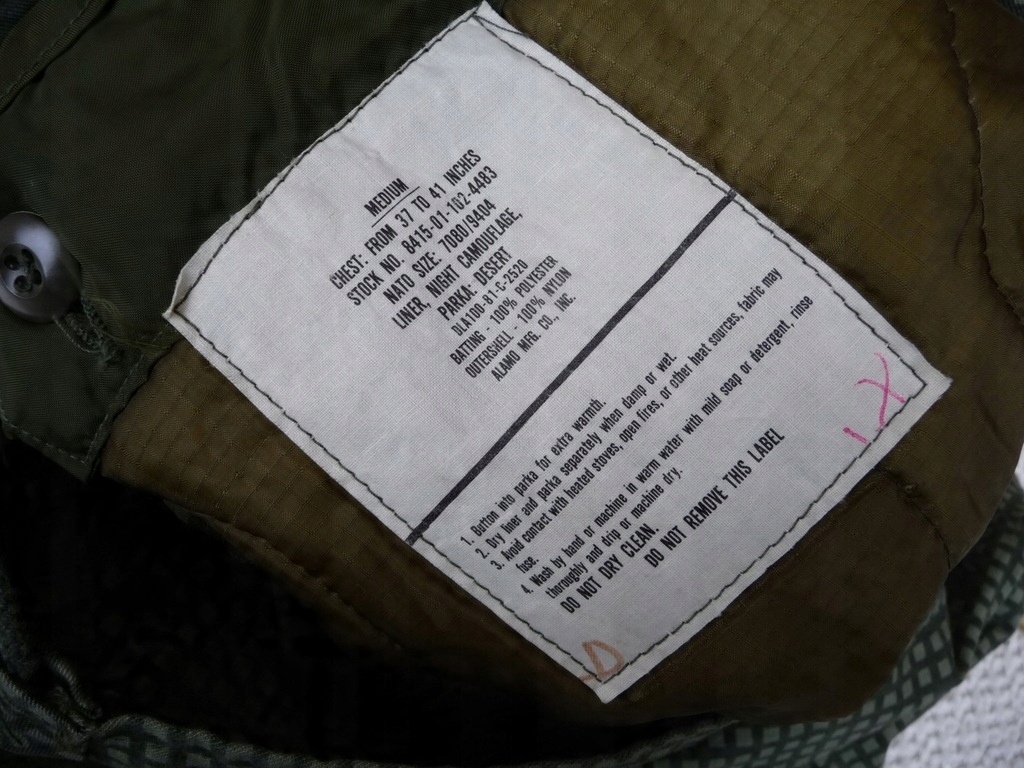 MEDIUM
CHEST: FROM 37 TO 41 INCHES
STOCK NO. 8415-01-102-4483
NATO SIZE: 7080/9404
LINER, NIGHT CAMOUFLAGE,
PARKA: DESERT
DLA100-81-C-2520
BATTING - 100% POLYESTER
OUTERSHELL - 100% NYLON
ALAMO MFG. CO., INC.
1. Button into parka for extra warmth.
2. Dry liner and parka separately when damp or wet.
3. Avoid contact with heated stoves, open fires, or other heat sources, fabric may
fuse.
4. Wash by hand or machine in warm water with mild soap or detergent, rinse
thoroughly and drip or machine dry.
DO NOT DRY CLEAN.
DO NOT REMOVE THIS LABEL
D